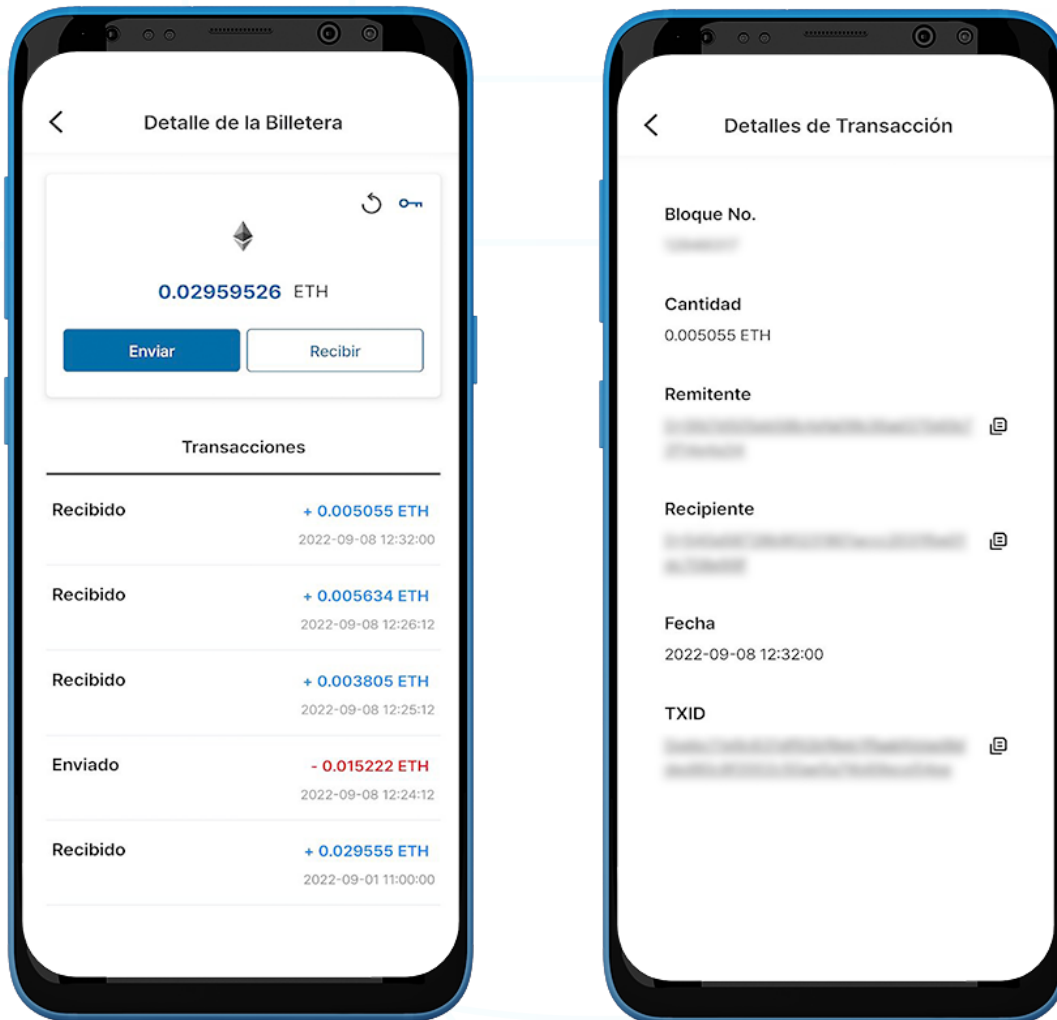 Detalle de la Billetera
0.02959526 ETH
Enviar
Recibir
Transacciones
Recibido
+ 0.005055 ETH
2022-09-08 12:32:00
Recibido
+ 0.005634 ETH
2022-09-08 12:26:12
Recibido
+ 0.003805 ETH
2022-09-08 12:25:12
Enviado
- 0.015222 ETH
2022-09-08 12:24:12
Recibido
+ 0.029555 ETH
2022-09-01 11:00:00
Detalles de Transacción
Bloque No.
Cantidad
0.005055 ETH
Remitente
Recipiente
Fecha
2022-09-08 12:32:00
TXID